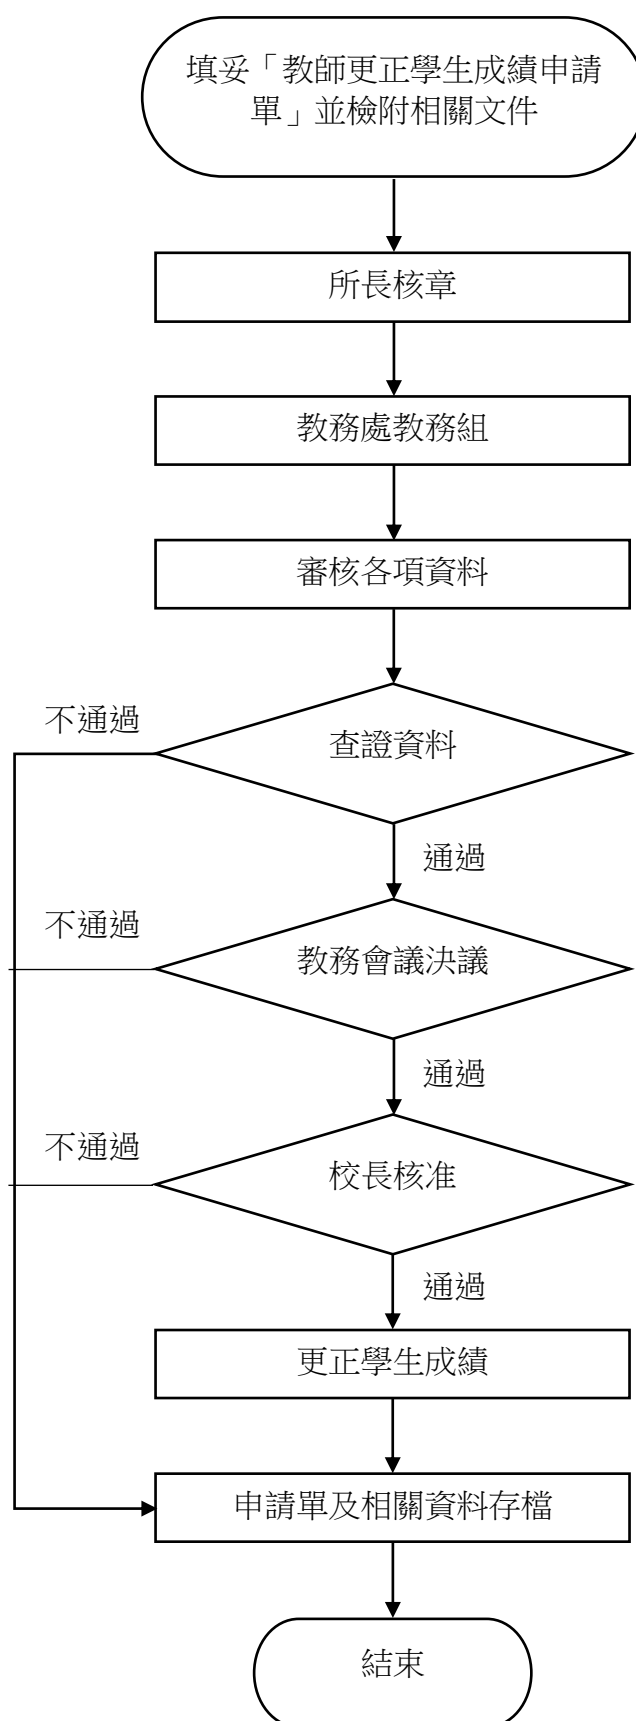 填妥「教師更正學生成績申請
單」並檢附相關文件
所長核章
教務處教務組
審核各項資料
不通過
查證資料
通過
不通過
教務會議決議
通過
不通過
校長核准
通過
更正學生成績
申請單及相關資料存檔
結束